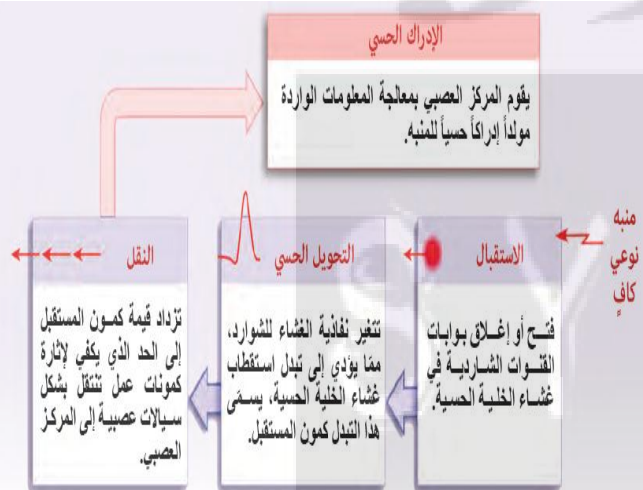 الإدراك الحسي
يقوم المركز العصبي بمعالجة المعلومات الواردة
مولداً إدراكاً حسياً للمنبه.
منبه
نوعي
كافٍ
الاستقبال
فتح أو إغلاق بوابات
القنوات الشاردية في
غشاء الخلية الحسية.
التحويل الحسي
تتغير نفاذية الغشاء للشوارد،
ممّا يؤدي إلى تبدل استقطاب
غشاء الخلية الحسية، يسمّى
هذا التبدل كمون المستقبل.
النقل
تزداد قيمة كمون المستقبل
إلى الحد الذي يكفي لإثارة
كمونات عمل تنتقل بشكل
سيالات عصبية إلى المركز
العصبي.